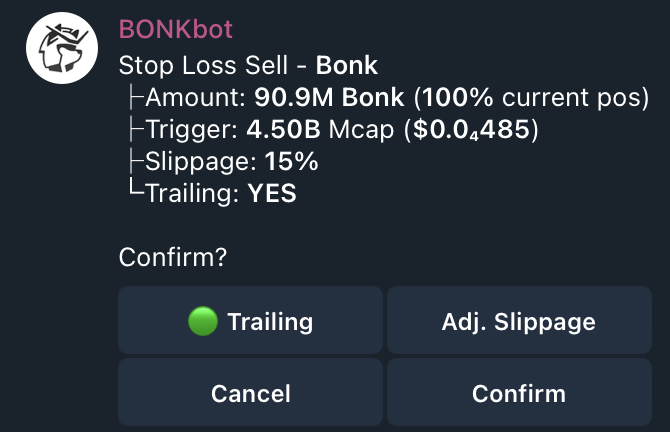 BONKbot
Stop Loss Sell - Bonk
├Amount: 90.9M Bonk (100% current pos)
├Trigger: 4.50B Mcap ($0.0₄485)
├Slippage: 15%
└Trailing: YES
Confirm?
🟢 Trailing
Adj. Slippage
Cancel
Confirm